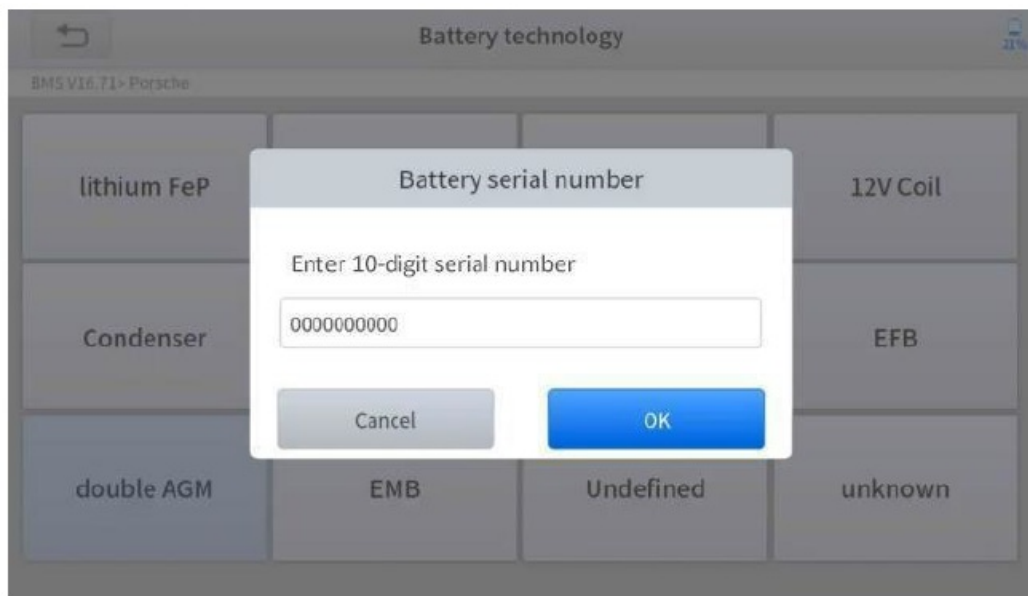 Battery technology
21%
BMS V16.71> Porsche
lithium FeP
12V Coil
Battery serial number
Enter 10-digit serial number
0000000000
Condenser
EFB
Cancel
OK
double AGM
EMB
Undefined
unknown